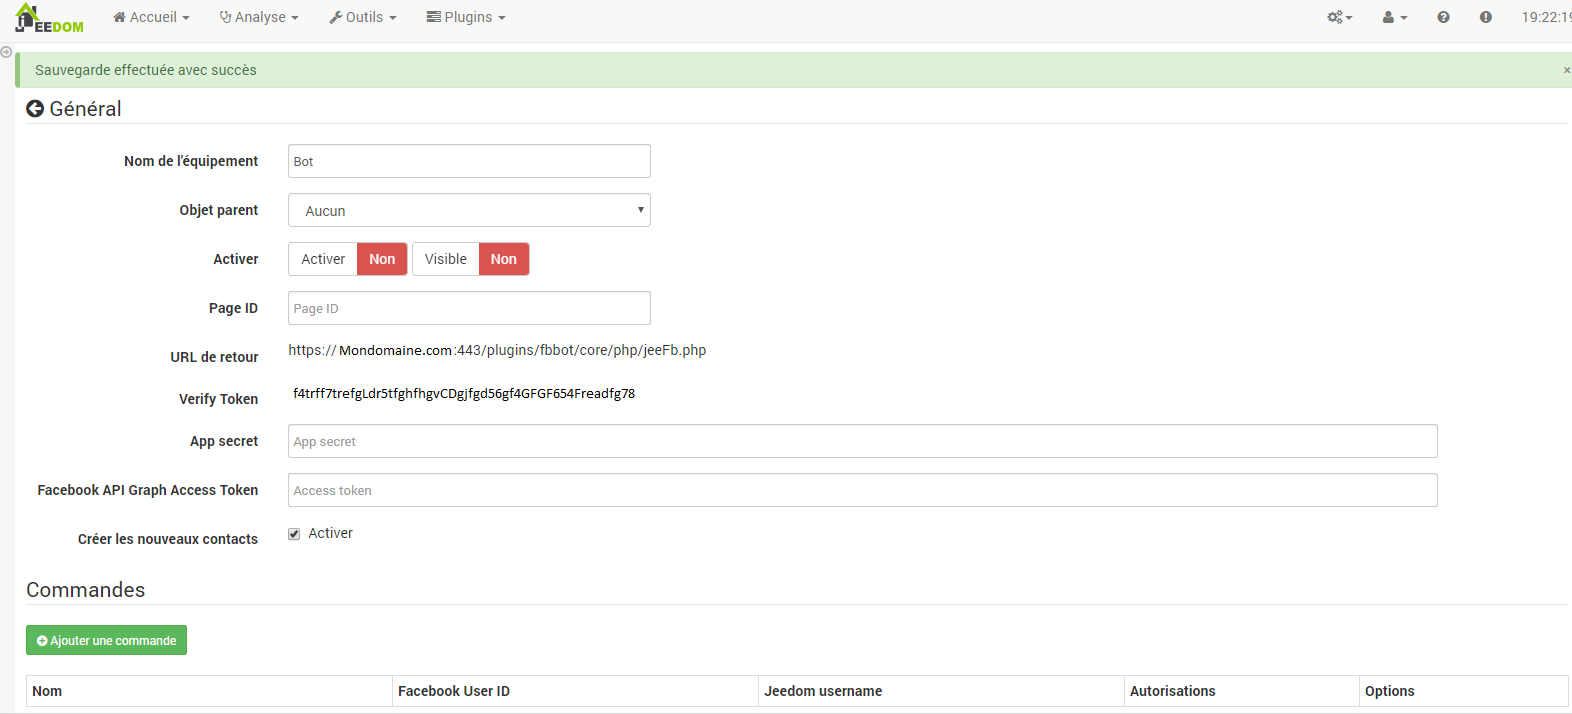 JEEDOM Accueil Analyse Outils Plugins 19:22:19
Sauvegarde effectuée avec succès ×
Général
Nom de l'équipement Bot
Objet parent Aucun
Activer Activer Non Visible Non
Page ID Page ID
URL de retour https://Mondomaine.com:443/plugins/fbbot/core/php/jeeFb.php
Verify Token f4trff7trefgLdr5tfghfhgvCDgjfgd56gf4GFGF654Freadfg78
App secret App secret
Facebook API Graph Access Token Access token
Créer les nouveaux contacts Activer
Commandes
Ajouter une commande
Nom Facebook User ID Jeedom username Autorisations Options